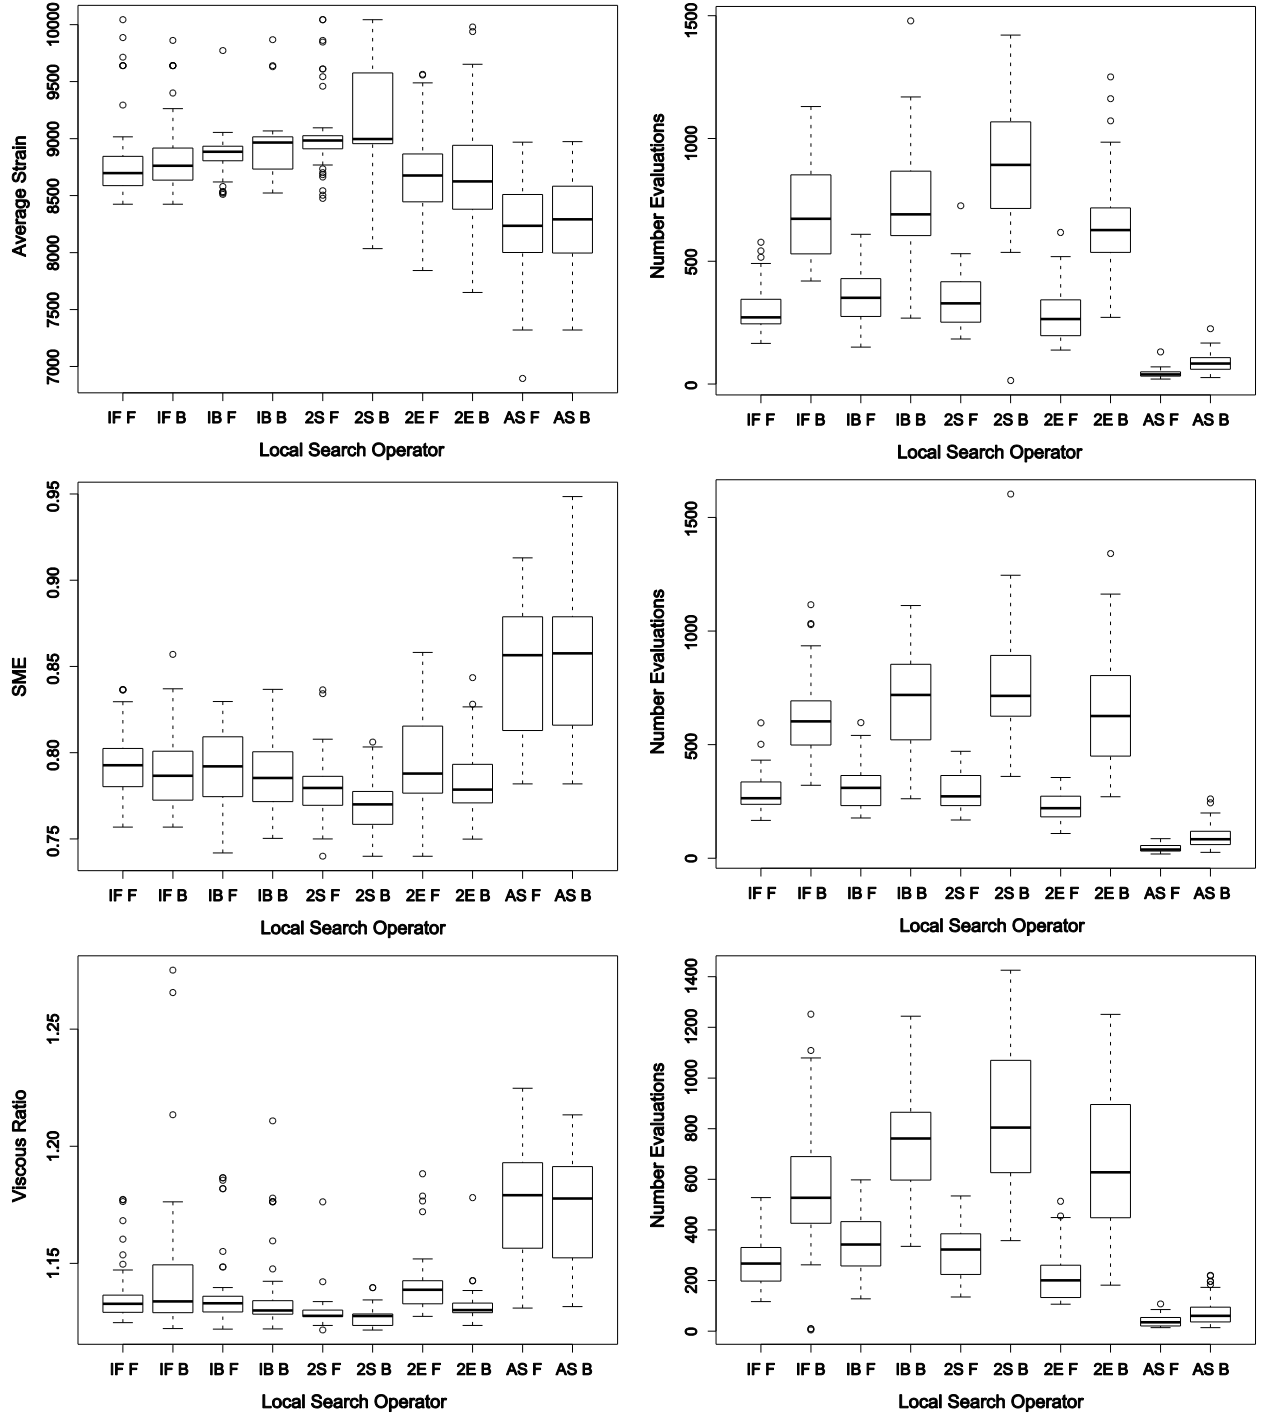 Average Strain
7000 7500 8000 8500 9000 9500 10000
IF F IF B IB F IB B 2S F 2S B 2E F 2E B AS F AS B
Local Search Operator
Number Evaluations
0 500 1000 1500
IF F IF B IB F IB B 2S F 2S B 2E F 2E B AS F AS B
Local Search Operator
SME
0.75 0.80 0.85 0.90 0.95
IF F IF B IB F IB B 2S F 2S B 2E F 2E B AS F AS B
Local Search Operator
Number Evaluations
0 500 1000 1500
IF F IF B IB F IB B 2S F 2S B 2E F 2E B AS F AS B
Local Search Operator
Viscous Ratio
1.15 1.20 1.25
IF F IF B IB F IB B 2S F 2S B 2E F 2E B AS F AS B
Local Search Operator
Number Evaluations
0 200 400 600 800 1000 1200 1400
IF F IF B IB F IB B 2S F 2S B 2E F 2E B AS F AS B
Local Search Operator